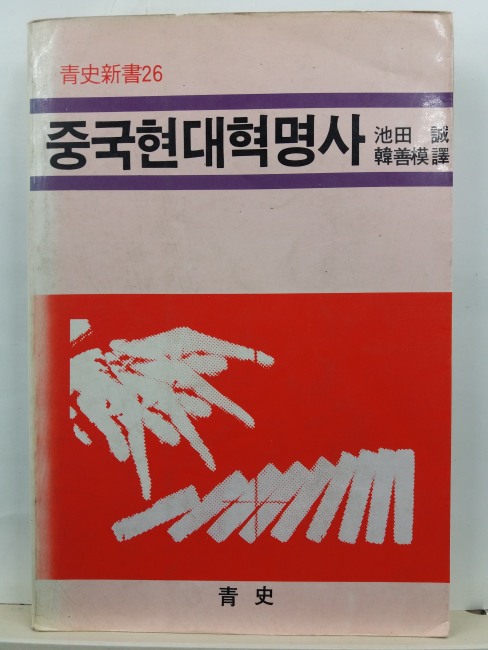 青史新書26
중국현대혁명사
池田 誠
韓善模 譯
青史